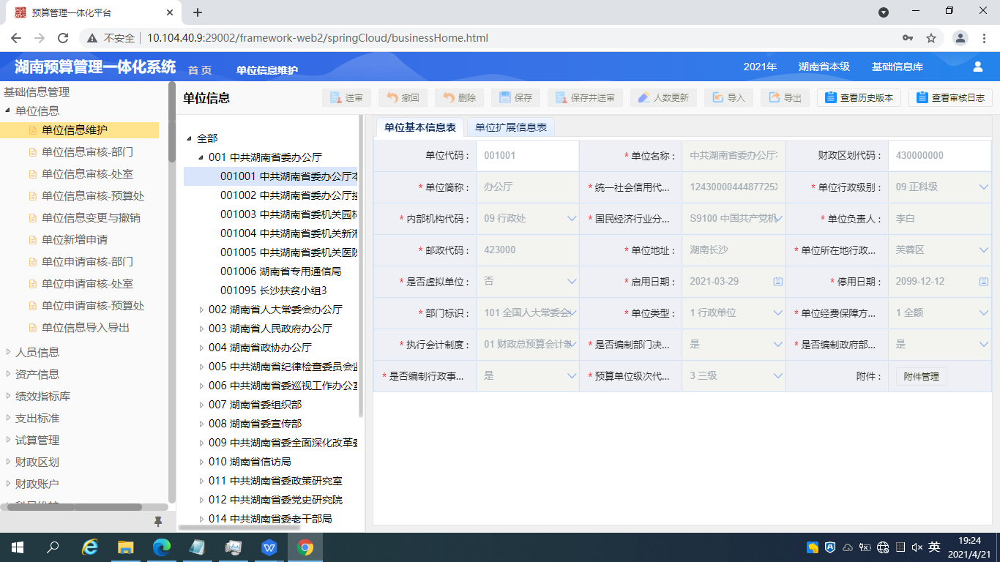 预算管理一体化平台
不安全 10.104.40.9:29002/framework-web2/springCloud/businessHome.html
湖南预算管理一体化系统 首页 单位信息维护 2021年 湖南省本级 基础信息库
基础信息管理
单位信息
单位信息维护
单位信息审核-部门
单位信息审核-处室
单位信息审核-预算处
单位信息变更与撤销
单位新增申请
单位申请审核-部门
单位申请审核-处室
单位申请审核-预算处
单位信息导入导出
人员信息
资产信息
绩效指标库
支出标准
试算管理
财政区划
财政账户
单位信息 送审 撤回 删除 保存 保存并送审 人数更新 导入 导出 查看历史版本 查看审核日志
全部
001 中共湖南省委办公厅
001001 中共湖南省委办公厅本
001002 中共湖南省委办公厅接
001003 中共湖南省委机关园林
001004 中共湖南省委机关新湘
001005 中共湖南省委机关医院
001006 湖南省专用通信局
001095 长沙扶贫小组3
002 湖南省人大常委会办公厅
003 湖南省人民政府办公厅
004 湖南省政协办公厅
005 中共湖南省纪律检查委员会监
006 中共湖南省委巡视工作办公室
007 湖南省委组织部
008 湖南省委宣传部
009 中共湖南省委全面深化改革委
010 湖南省信访局
011 中共湖南省委政策研究室
012 中共湖南省委党史研究院
014 中共湖南省委老干部局
单位基本信息表 单位扩展信息表
单位代码： 001001 * 单位名称： 中共湖南省委办公厅 财政区划代码： 430000000
* 单位简称： 办公厅 * 统一社会信用代... 1243000044487725 * 单位行政级别： 09 正科级
* 内部机构代码： 09 行政处 * 国民经济行业分... S9100 中国共产党机 * 单位负责人： 李白
* 邮政代码： 423000 * 单位地址： 湖南长沙 * 单位所在地行政... 芙蓉区
* 是否虚拟单位： 否 * 启用日期： 2021-03-29 * 停用日期： 2099-12-12
* 部门标识： 101 全国人大常委会 * 单位类型： 1 行政单位 * 单位经费保障方... 1 全额
* 执行会计制度： 01 财政总预算会计制 * 是否编制部门决... 是 * 是否编制政府部... 是
* 是否编制行政事... 是 * 预算单位级次代... 3 三级 附件： 附件管理
英 19:24
2021/4/21